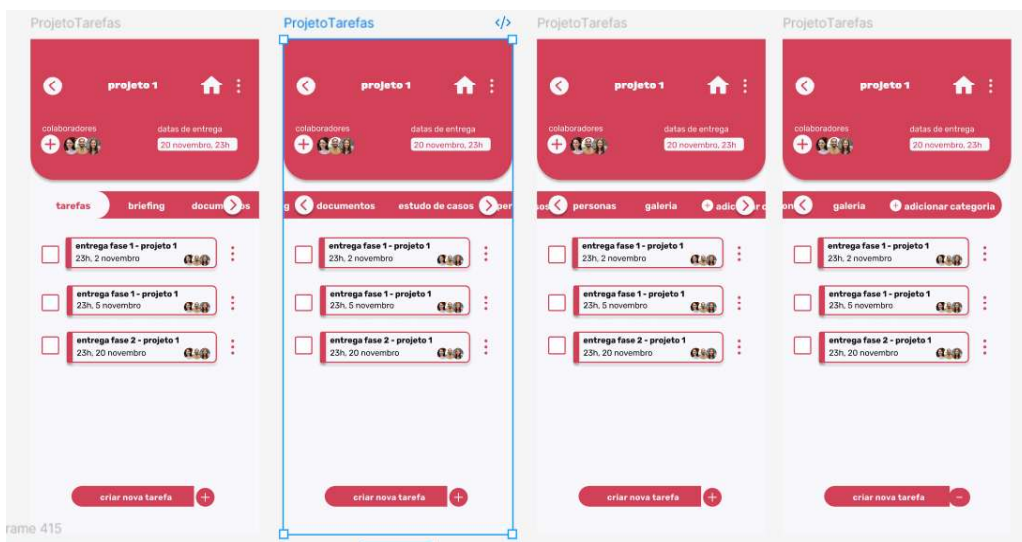 ProjetoTarefas
projeto 1
colaboradores
datas de entrega
20 novembro, 23h
tarefas briefing docum os
entrega fase 1 - projeto 1
23h, 2 novembro
entrega fase 1 - projeto 1
23h, 5 novembro
entrega fase 2 - projeto 1
23h, 20 novembro
criar nova tarefa
ProjetoTarefas
projeto 1
colaboradores
datas de entrega
20 novembro, 23h
g documentos estudo de casos per
entrega fase 1 - projeto 1
23h, 2 novembro
entrega fase 1 - projeto 1
23h, 5 novembro
entrega fase 2 - projeto 1
23h, 20 novembro
criar nova tarefa
ProjetoTarefas
projeto 1
colaboradores
datas de entrega
20 novembro, 23h
personas galeria adic
entrega fase 1 - projeto 1
23h, 2 novembro
entrega fase 1 - projeto 1
23h, 5 novembro
entrega fase 2 - projeto 1
23h, 20 novembro
criar nova tarefa
ProjetoTarefas
projeto 1
colaboradores
datas de entrega
20 novembro, 23h
galeria adicionar categoria
entrega fase 1 - projeto 1
23h, 2 novembro
entrega fase 1 - projeto 1
23h, 5 novembro
entrega fase 2 - projeto 1
23h, 20 novembro
criar nova tarefa
rame 415